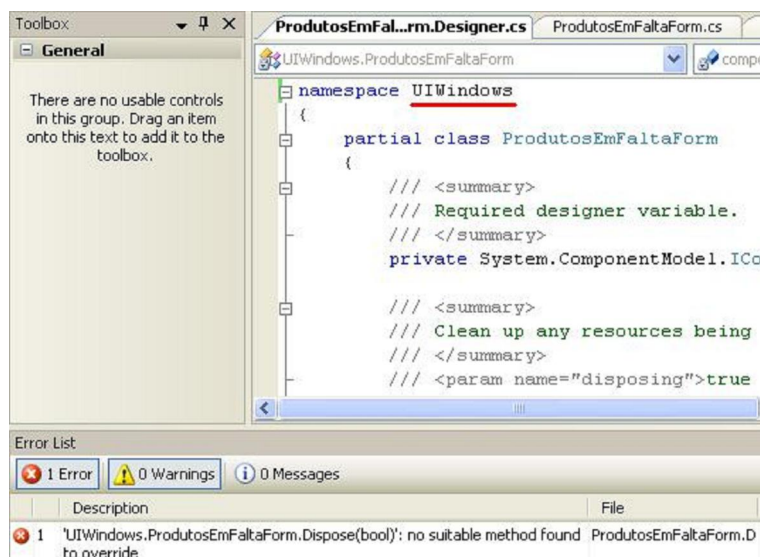 Toolbox
General
There are no usable controls
in this group. Drag an item
onto this text to add it to the
toolbox.
ProdutosEmFal...rm.Designer.cs
ProdutosEmFaltaForm.cs
UIWindows.ProdutosEmFaltaForm
compo
namespace UIWindows
{
partial class ProdutosEmFaltaForm
{
/// <summary>
/// Required designer variable.
/// </summary>
private System.ComponentModel.ICo
/// <summary>
/// Clean up any resources being
/// </summary>
/// <param name="disposing">true
Error List
1 Error
0 Warnings
0 Messages
Description
File
1
'UIWindows.ProdutosEmFaltaForm.Dispose(bool)': no suitable method found
to override
ProdutosEmFaltaForm.D